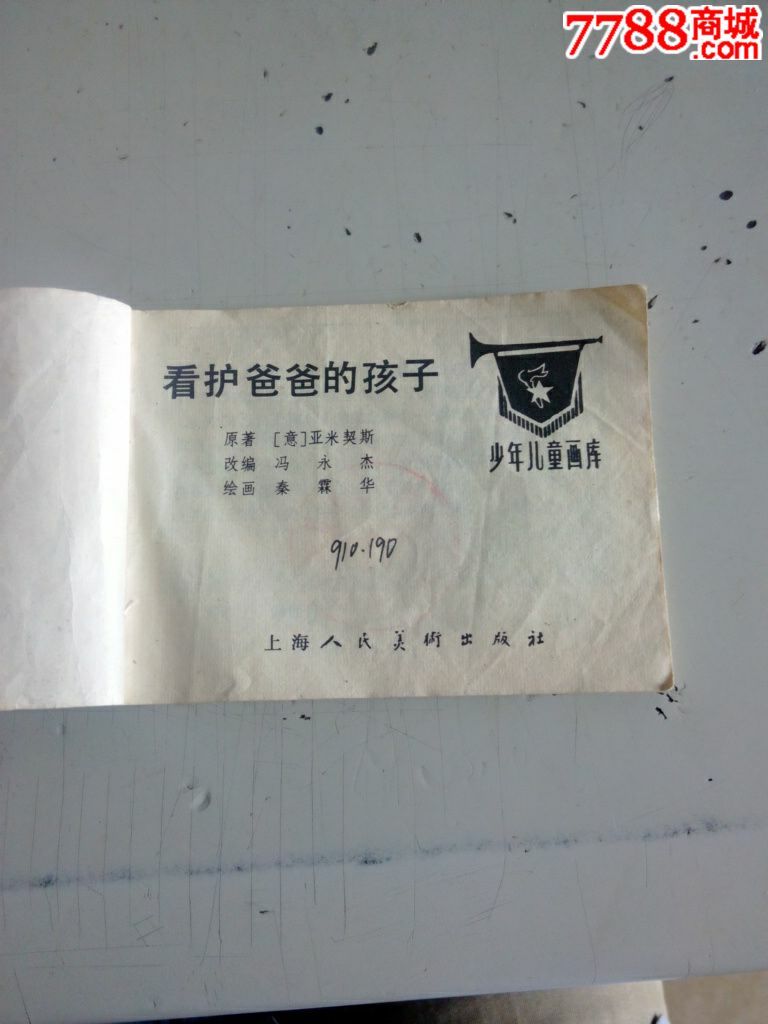 7788商城
.com
看护爸爸的孩子
少年儿童画库
原著 [意]亚米契斯
改编 冯永杰
绘画 秦霖华
910.190
上海人民美術出版社